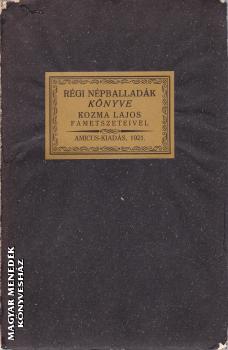 RÉGI NÉPBALLADÁK
KÖNYVE
KOZMA LAJOS
FAMETSZETEIVEL
AMICUS-KIADÁS, 1921.
MAGYAR MENEDÉK
KÖNYVESHÁZ